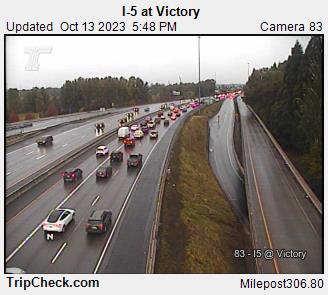 I-5 at Victory
Updated Oct 13 2023 5:48 PM Camera 83
N
83 - I5 @ Victory
TripCheck.com Milepost306.80